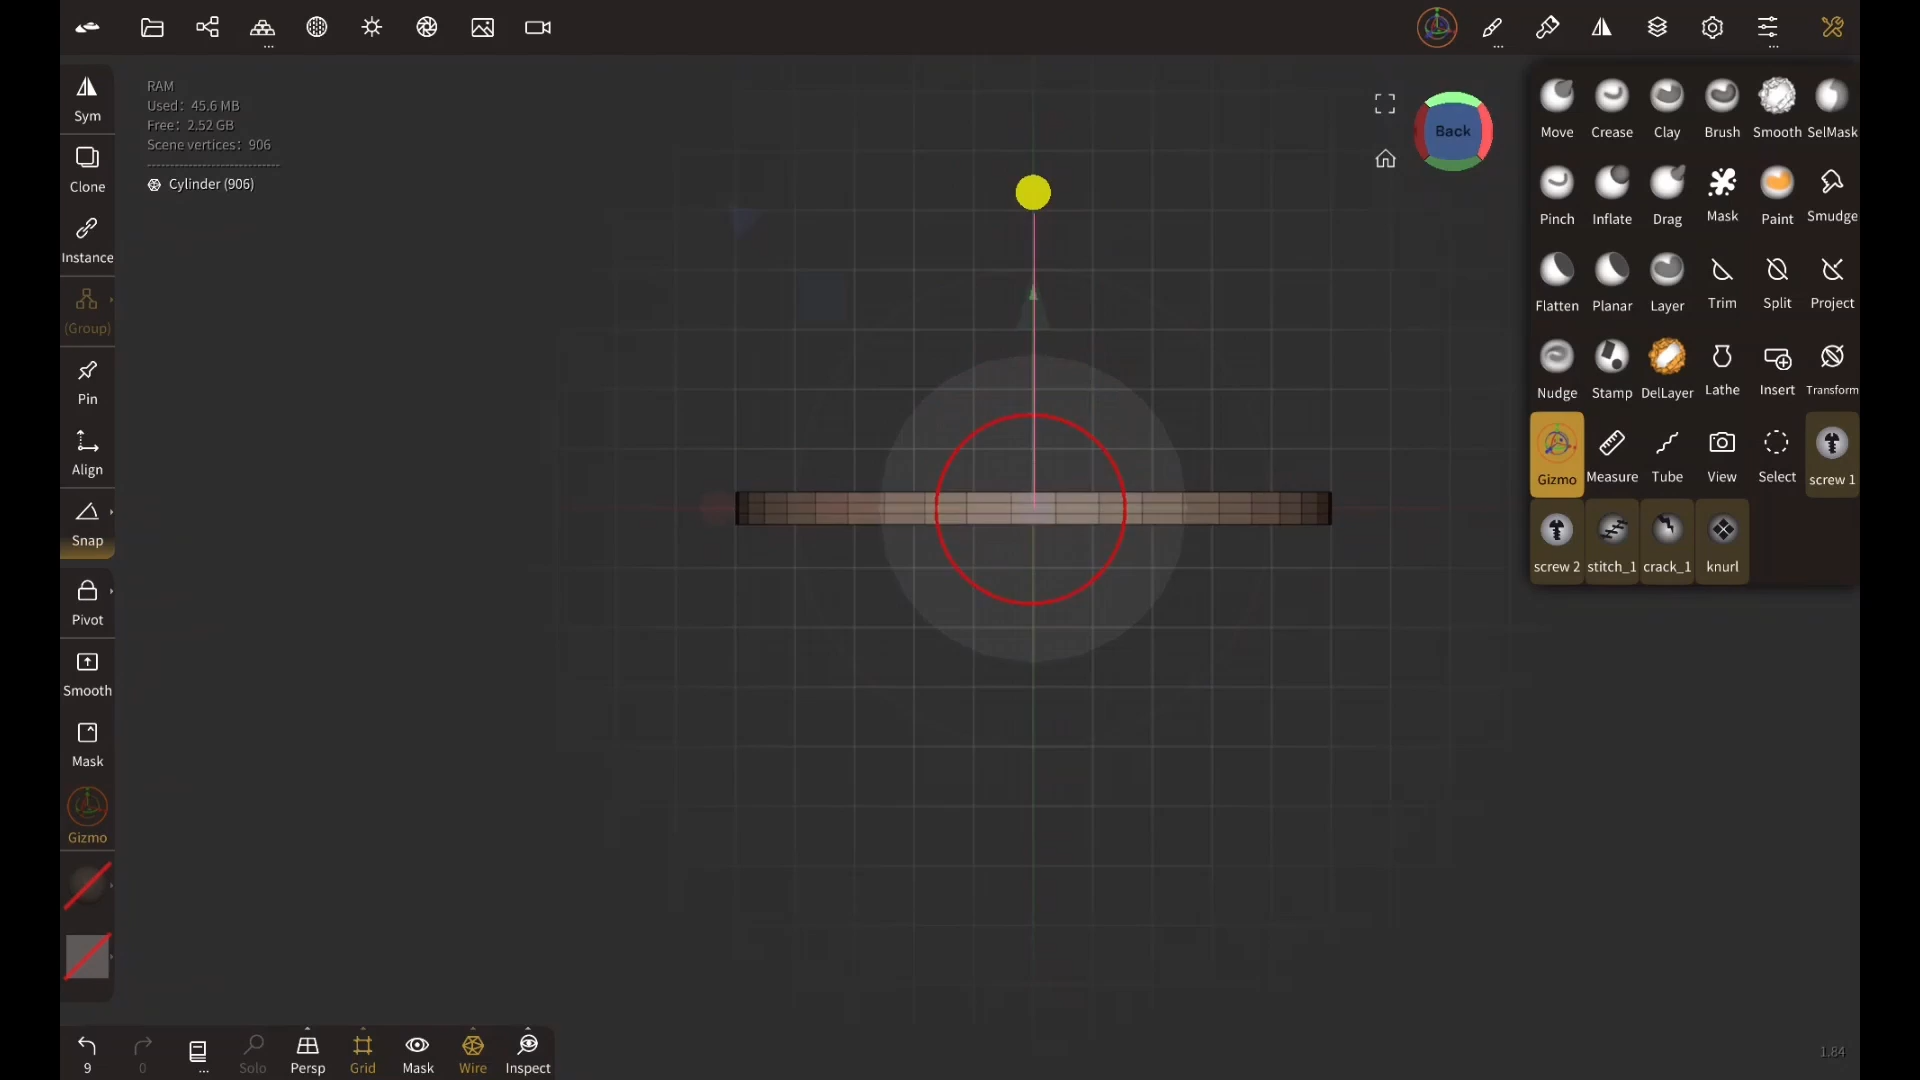 RAM
Used: 45.6 MB
Free: 2.52 GB
Scene vertices: 906
Cylinder (906)
Sym
Clone
Instance
(Group)
Pin
Align
Snap
Pivot
Smooth
Mask
Gizmo
Back
Move Crease Clay Brush Smooth SelMask
Pinch Inflate Drag Mask Paint Smudge
Flatten Planar Layer Trim Split Project
Nudge Stamp DelLayer Lathe Insert Transform
Gizmo Measure Tube View Select screw 1
screw 2 stitch_1 crack_1 knurl
9 0 ... Solo Persp Grid Mask Wire Inspect
1.84